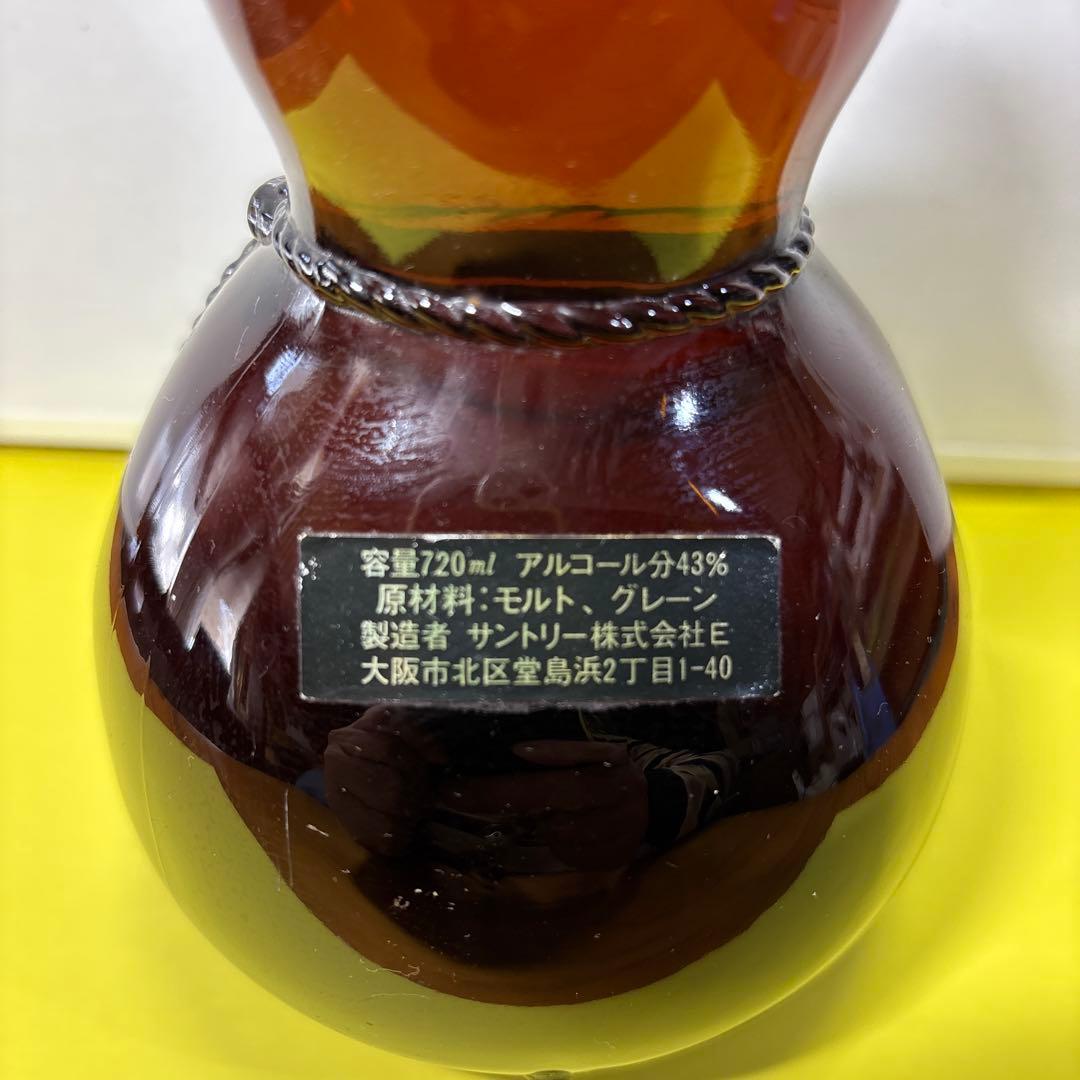 容量720ml アルコール分43%
原材料:モルト、グレーン
製造者 サントリー株式会社E
大阪市北区堂島浜2丁目1-40